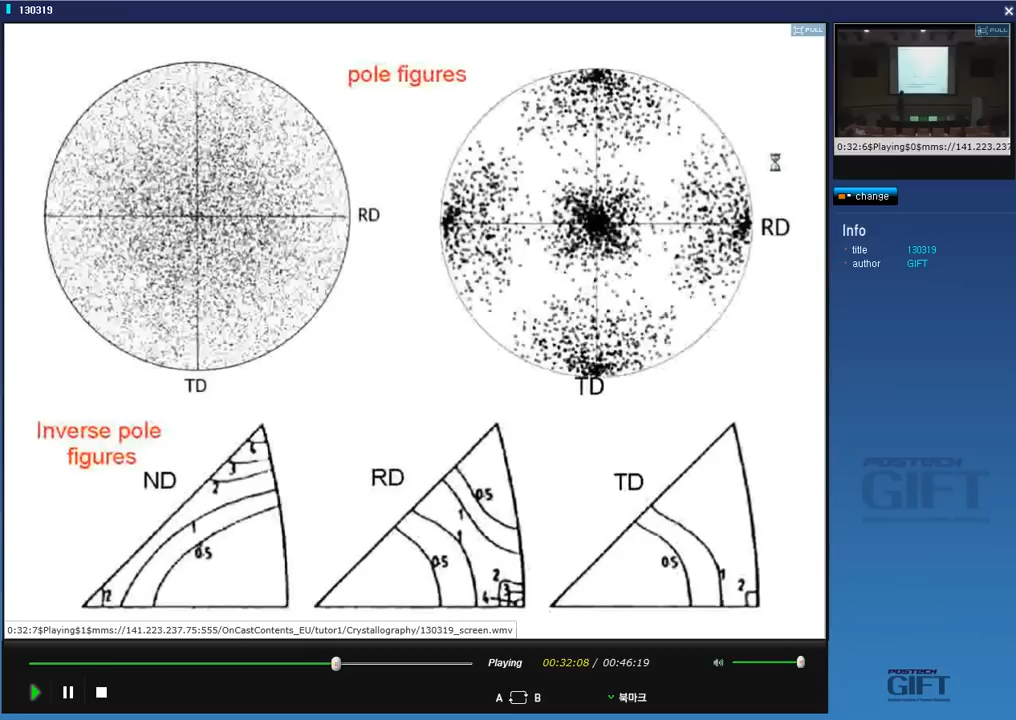 130319
FULL
pole figures
FULL
RD
RD
TD
TD
0:32:6$Playing$0$mms://141.223.237
change
Info
title 130319
author GIFT
Inverse pole
figures
ND
RD
TD
6
3
2
1
0.5
2
0.5
1
1
0.5
2
3
4
0.5
1
2
POSTECH
GIFT
0:32:7$Playing$1$mms://141.223.237.75:555/OnCastContents_EU/tutor1/Crystallography/130319_screen.wmv
Playing 00:32:08 / 00:46:19
A B 북마크
POSTECH
GIFT